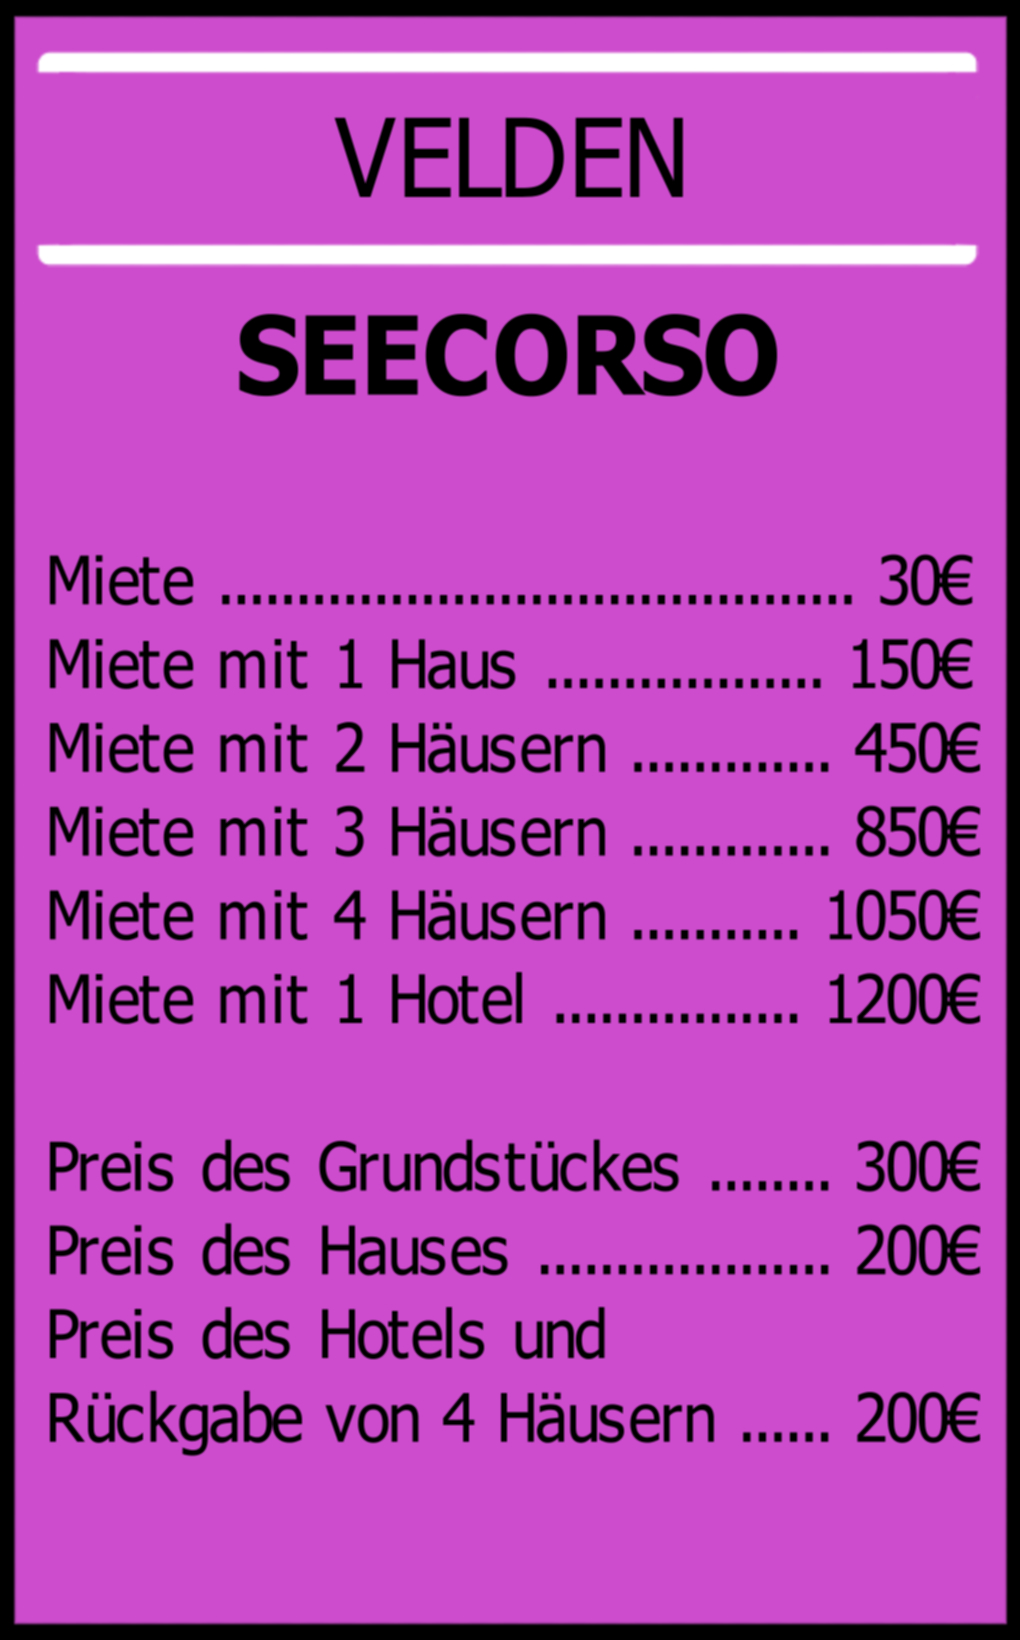 VELDEN
SEECORSO
Miete ......................................... 30€
Miete mit 1 Haus .................. 150€
Miete mit 2 Häusern ............. 450€
Miete mit 3 Häusern ............. 850€
Miete mit 4 Häusern ........... 1050€
Miete mit 1 Hotel ................ 1200€
Preis des Grundstückes ........ 300€
Preis des Hauses ................... 200€
Preis des Hotels und
Rückgabe von 4 Häusern ...... 200€